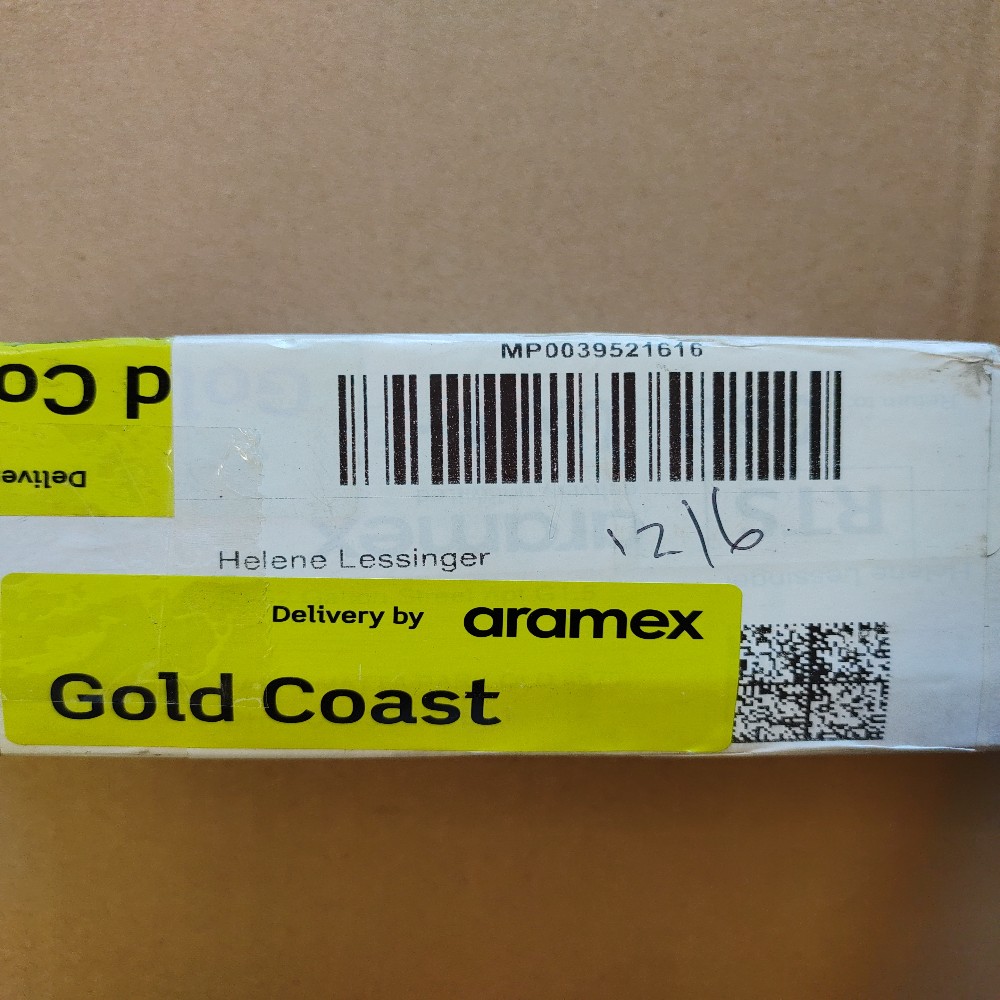 MP0039521616
d Co
Delive
12/6
Helene Lessinger
Delivery by aramex
Gold Coast